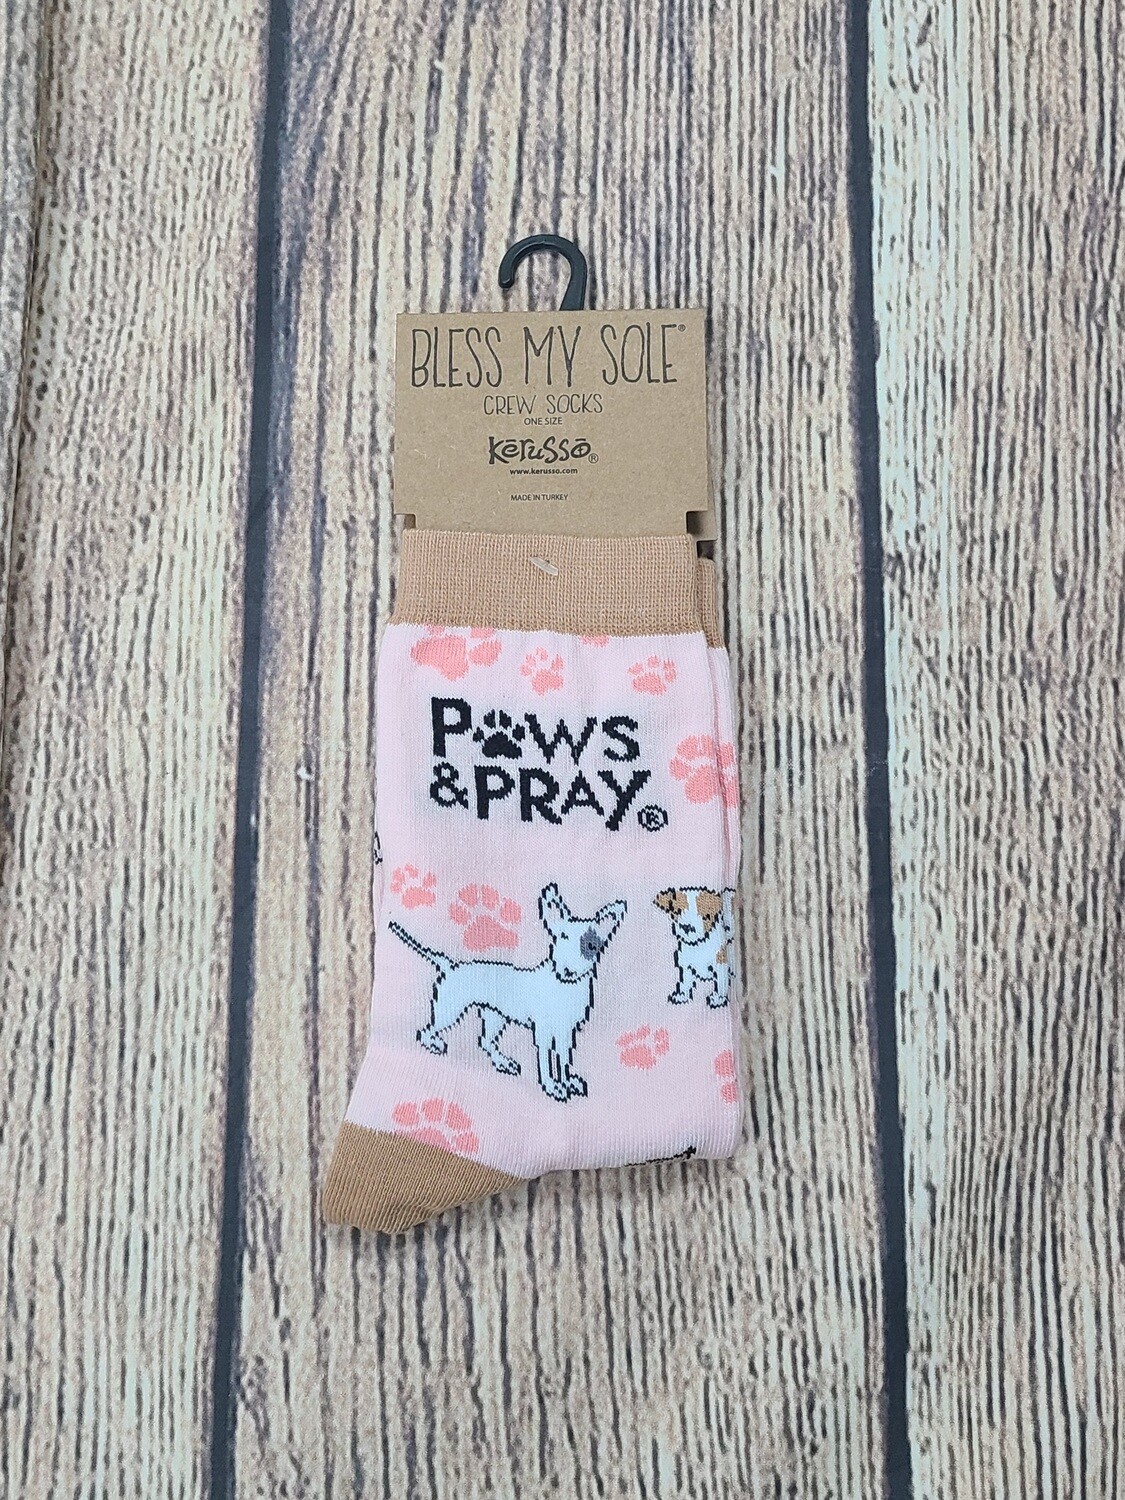 BLESS MY SOLE®
CREW SOCKS
ONE SIZE
Kerusso®
www.kerusso.com
MADE IN TURKEY
PAWS
&PRAY®